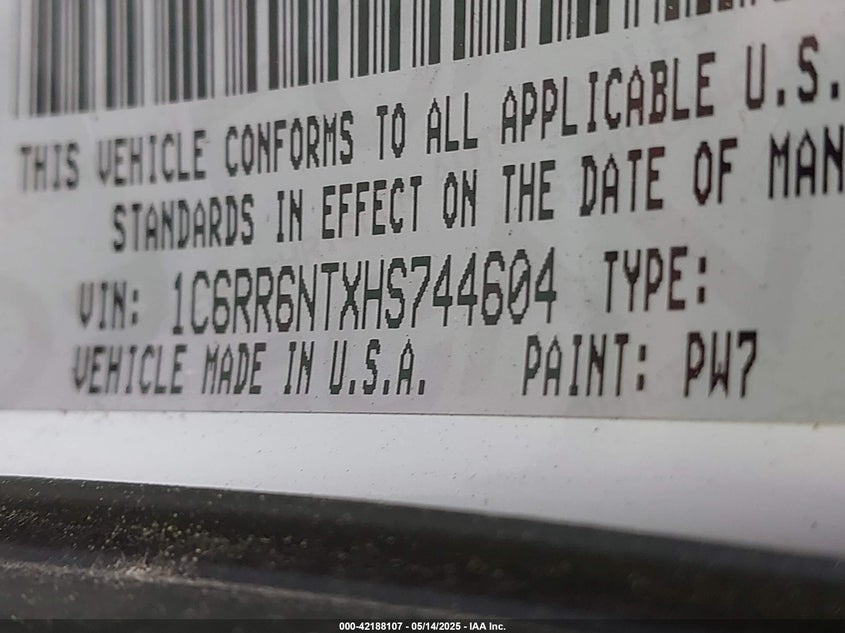 THIS VEHICLE CONFORMS TO ALL APPLICABLE U.S.
STANDARDS IN EFFECT ON THE DATE OF MAN
VIN: 1C6RR6NTXHS744604 TYPE:
VEHICLE MADE IN U.S.A. PAINT: PW7
000-42188107 - 05/14/2025 - IAA Inc.